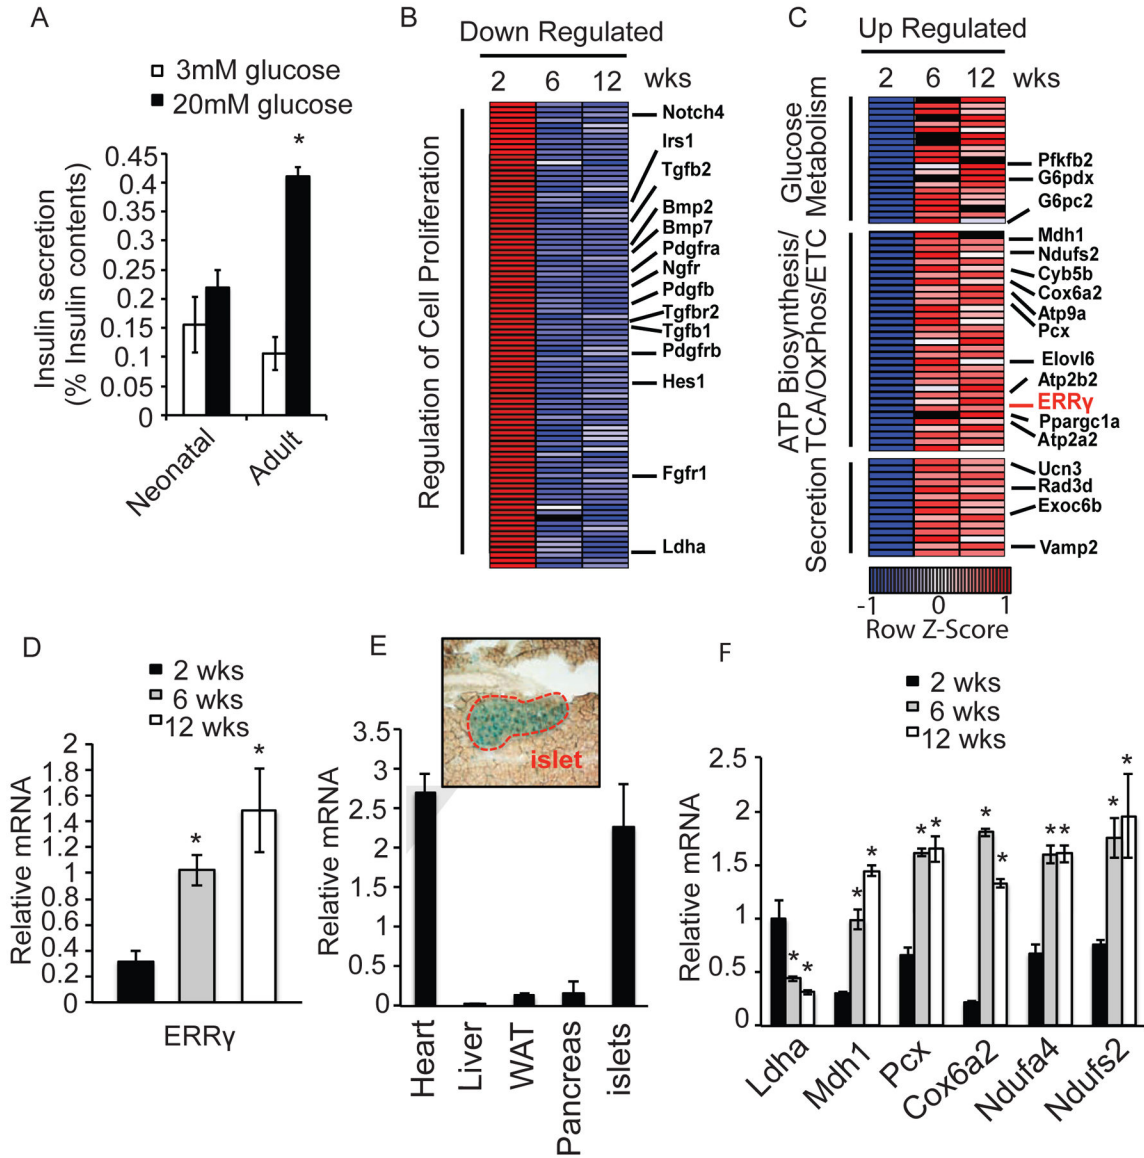 A
3mM glucose
20mM glucose
*
0.45
0.4
0.35
0.3
0.25
0.2
0.15
0.1
0.05
0
Insulin secretion
(% Insulin contents)
Neonatal
Adult
B
Down Regulated
2 6 12 wks
Regulation of Cell Proliferation
Notch4
Irs1
Tgfb2
Bmp2
Bmp7
Pdgfra
Ngfr
Pdgfb
Tgfbr2
Tgfb1
Pdgfrb
Hes1
Fgfr1
Ldha
C
Up Regulated
2 6 12 wks
Glucose
Metabolism
Pfkfb2
G6pdx
G6pc2
ATP Biosynthesis/
TCA/OxPhos/ETC
Mdh1
Ndufs2
Cyb5b
Cox6a2
Atp9a
Pcx
Elovl6
Atp2b2
ERRγ
Ppargc1a
Atp2a2
Secretion
Ucn3
Rad3d
Exoc6b
Vamp2
-1 0 1
Row Z-Score
D
2 wks
6 wks
12 wks
2
1.8
1.6
1.4
1.2
1
0.8
0.6
0.4
0.2
0
Relative mRNA
*
*
ERRγ
E
islet
3.5
3
2.5
2
1.5
1
0.5
0
Relative mRNA
Heart
Liver
WAT
Pancreas
islets
F
2 wks
6 wks
12 wks
2.5
2
1.5
1
0.5
0
Relative mRNA
* *
* *
* *
* *
* *
* *
Ldha
Mdh1
Pcx
Cox6a2
Ndufa4
Ndufs2